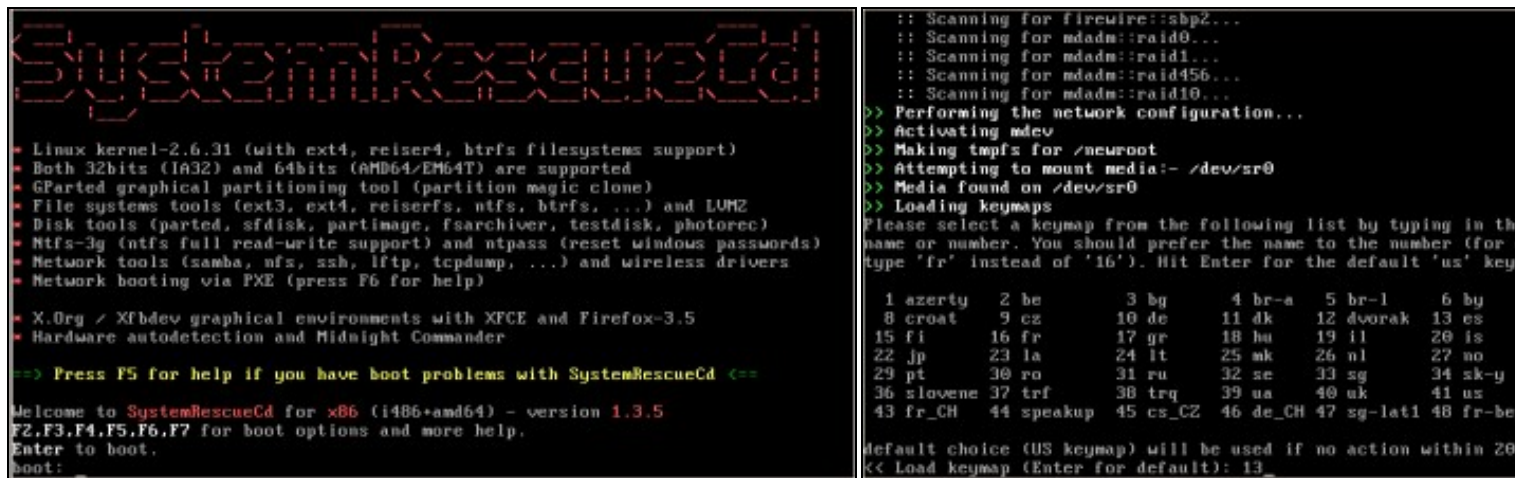 SystemRescueCd
* Linux kernel-2.6.31 (with ext4, reiser4, btrfs filesystems support)
* Both 32bits (IA32) and 64bits (AMD64/EM64T) are supported
* GParted graphical partitioning tool (partition magic clone)
* File systems tools (ext3, ext4, reiserfs, ntfs, btrfs, ...) and LVM2
* Disk tools (parted, sfdisk, partimage, fsarchiver, testdisk, photorec)
* Ntfs-3g (ntfs full read-write support) and ntpass (reset windows passwords)
* Network tools (samba, nfs, ssh, lftp, tcpdump, ...) and wireless drivers
* Network booting via PXE (press F6 for help)
* X.Org / Xfbdev graphical environments with XFCE and Firefox-3.5
* Hardware autodetection and Midnight Commander
==> Press F5 for help if you have boot problems with SystemRescueCd <==
Welcome to SystemRescueCd for x86 (i486+amd64) - version 1.3.5
F2,F3,F4,F5,F6,F7 for boot options and more help.
Enter to boot.
boot: _
:: Scanning for firewire::sbp2...
:: Scanning for mdadm::raid0...
:: Scanning for mdadm::raid1...
:: Scanning for mdadm::raid456...
:: Scanning for mdadm::raid10...
>> Performing the network configuration...
>> Activating mdev
>> Making tmpfs for /newroot
>> Attempting to mount media:- /dev/sr0
>> Media found on /dev/sr0
>> Loading keymaps
Please select a keymap from the following list by typing in th
name or number. You should prefer the name to the number (for
type 'fr' instead of '16'). Hit Enter for the default 'us' key
1 azerty 2 be 3 bg 4 br-a 5 br-l 6 by
8 croat 9 cz 10 de 11 dk 12 dvorak 13 es
15 fi 16 fr 17 gr 18 hu 19 il 20 is
22 jp 23 la 24 lt 25 mk 26 nl 27 no
29 pt 30 ro 31 ru 32 se 33 sg 34 sk-y
36 slovene 37 trf 38 trq 39 ua 40 uk 41 us
43 fr_CH 44 speakup 45 cs_CZ 46 de_CH 47 sg-lat1 48 fr-be
default choice (US keymap) will be used if no action within 20
<< Load keymap (Enter for default): 13_